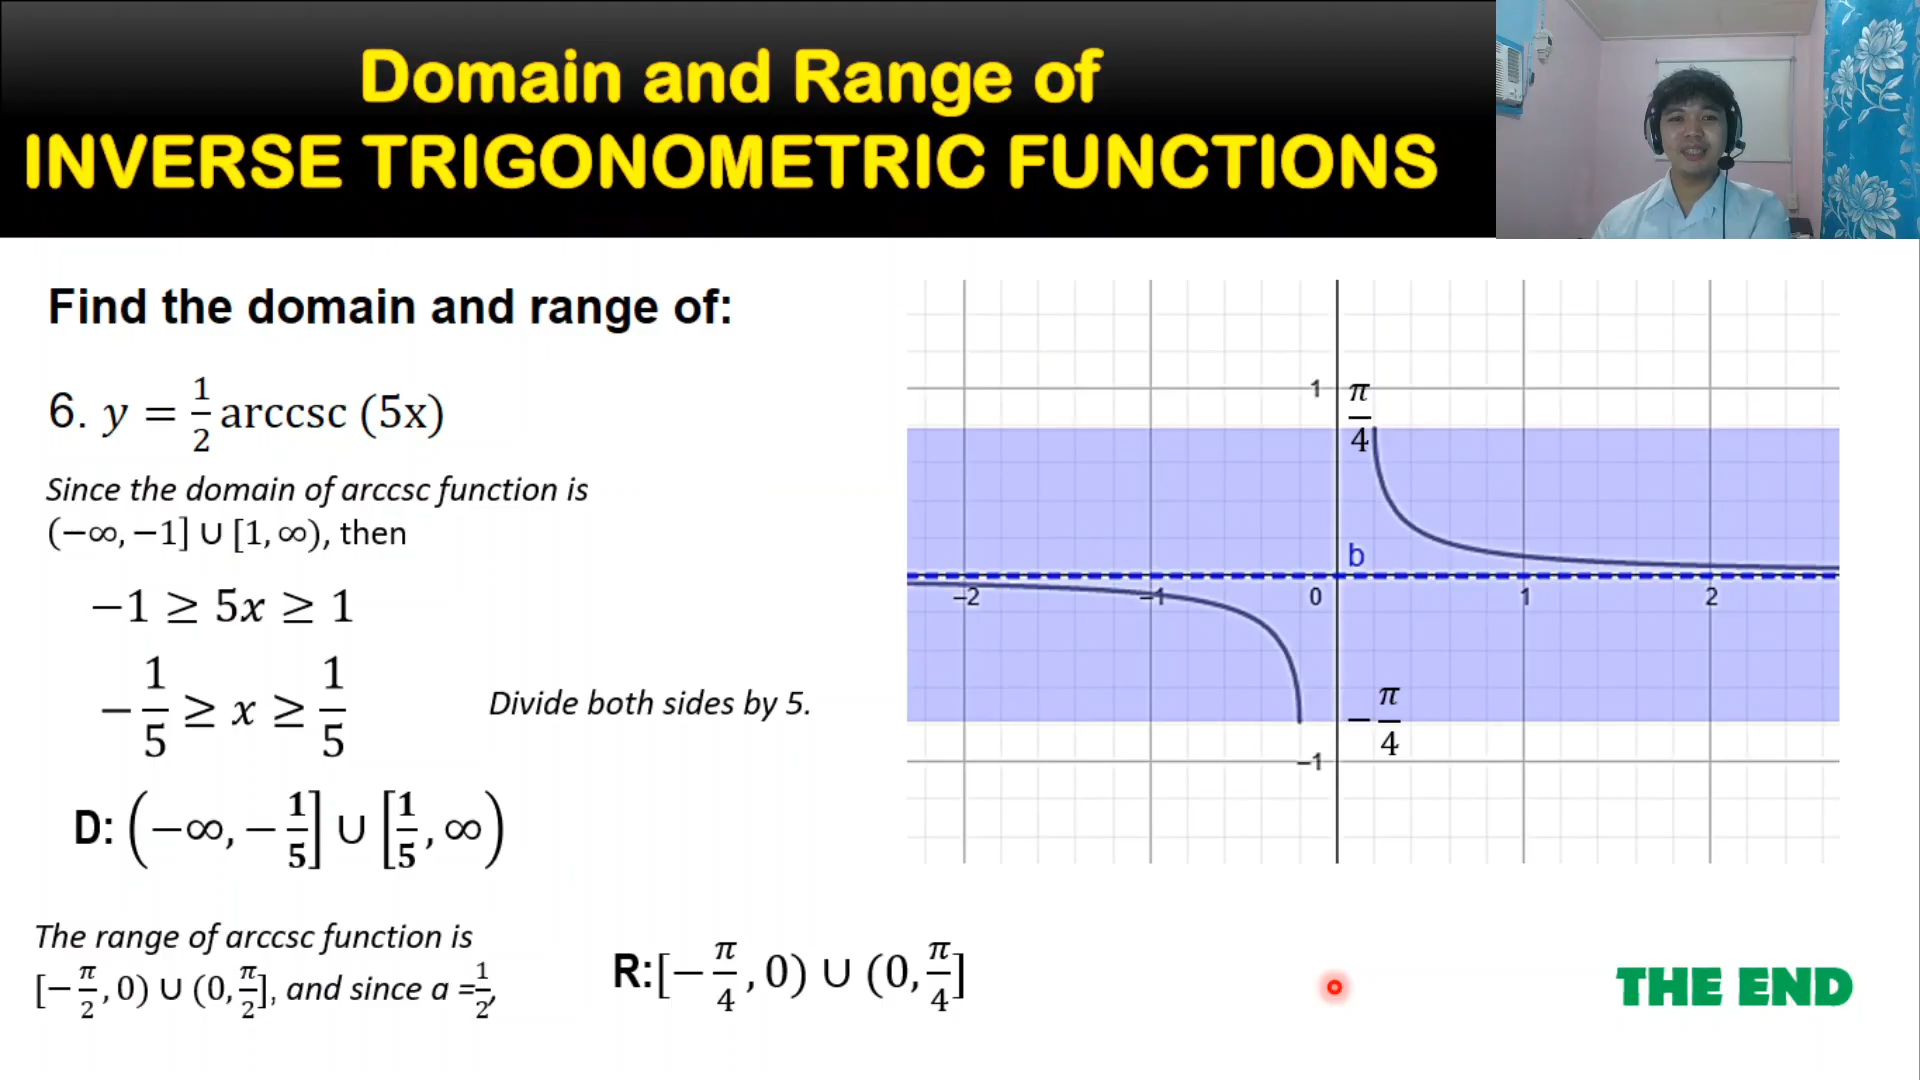 Domain and Range of
INVERSE TRIGONOMETRIC FUNCTIONS
Find the domain and range of:
6. y = 1/2 arccsc (5x)
Since the domain of arccsc function is
(−∞, −1] ∪ [1, ∞), then
−1 ≥ 5x ≥ 1
−1/5 ≥ x ≥ 1/5
Divide both sides by 5.
D: (−∞, −1/5] ∪ [1/5, ∞)
The range of arccsc function is
[−π/2, 0) ∪ (0, π/2], and since a =1/2,
R:[−π/4, 0) ∪ (0, π/4]
1
π/4
b
−2
−1
0
1
2
−π/4
−1
THE END